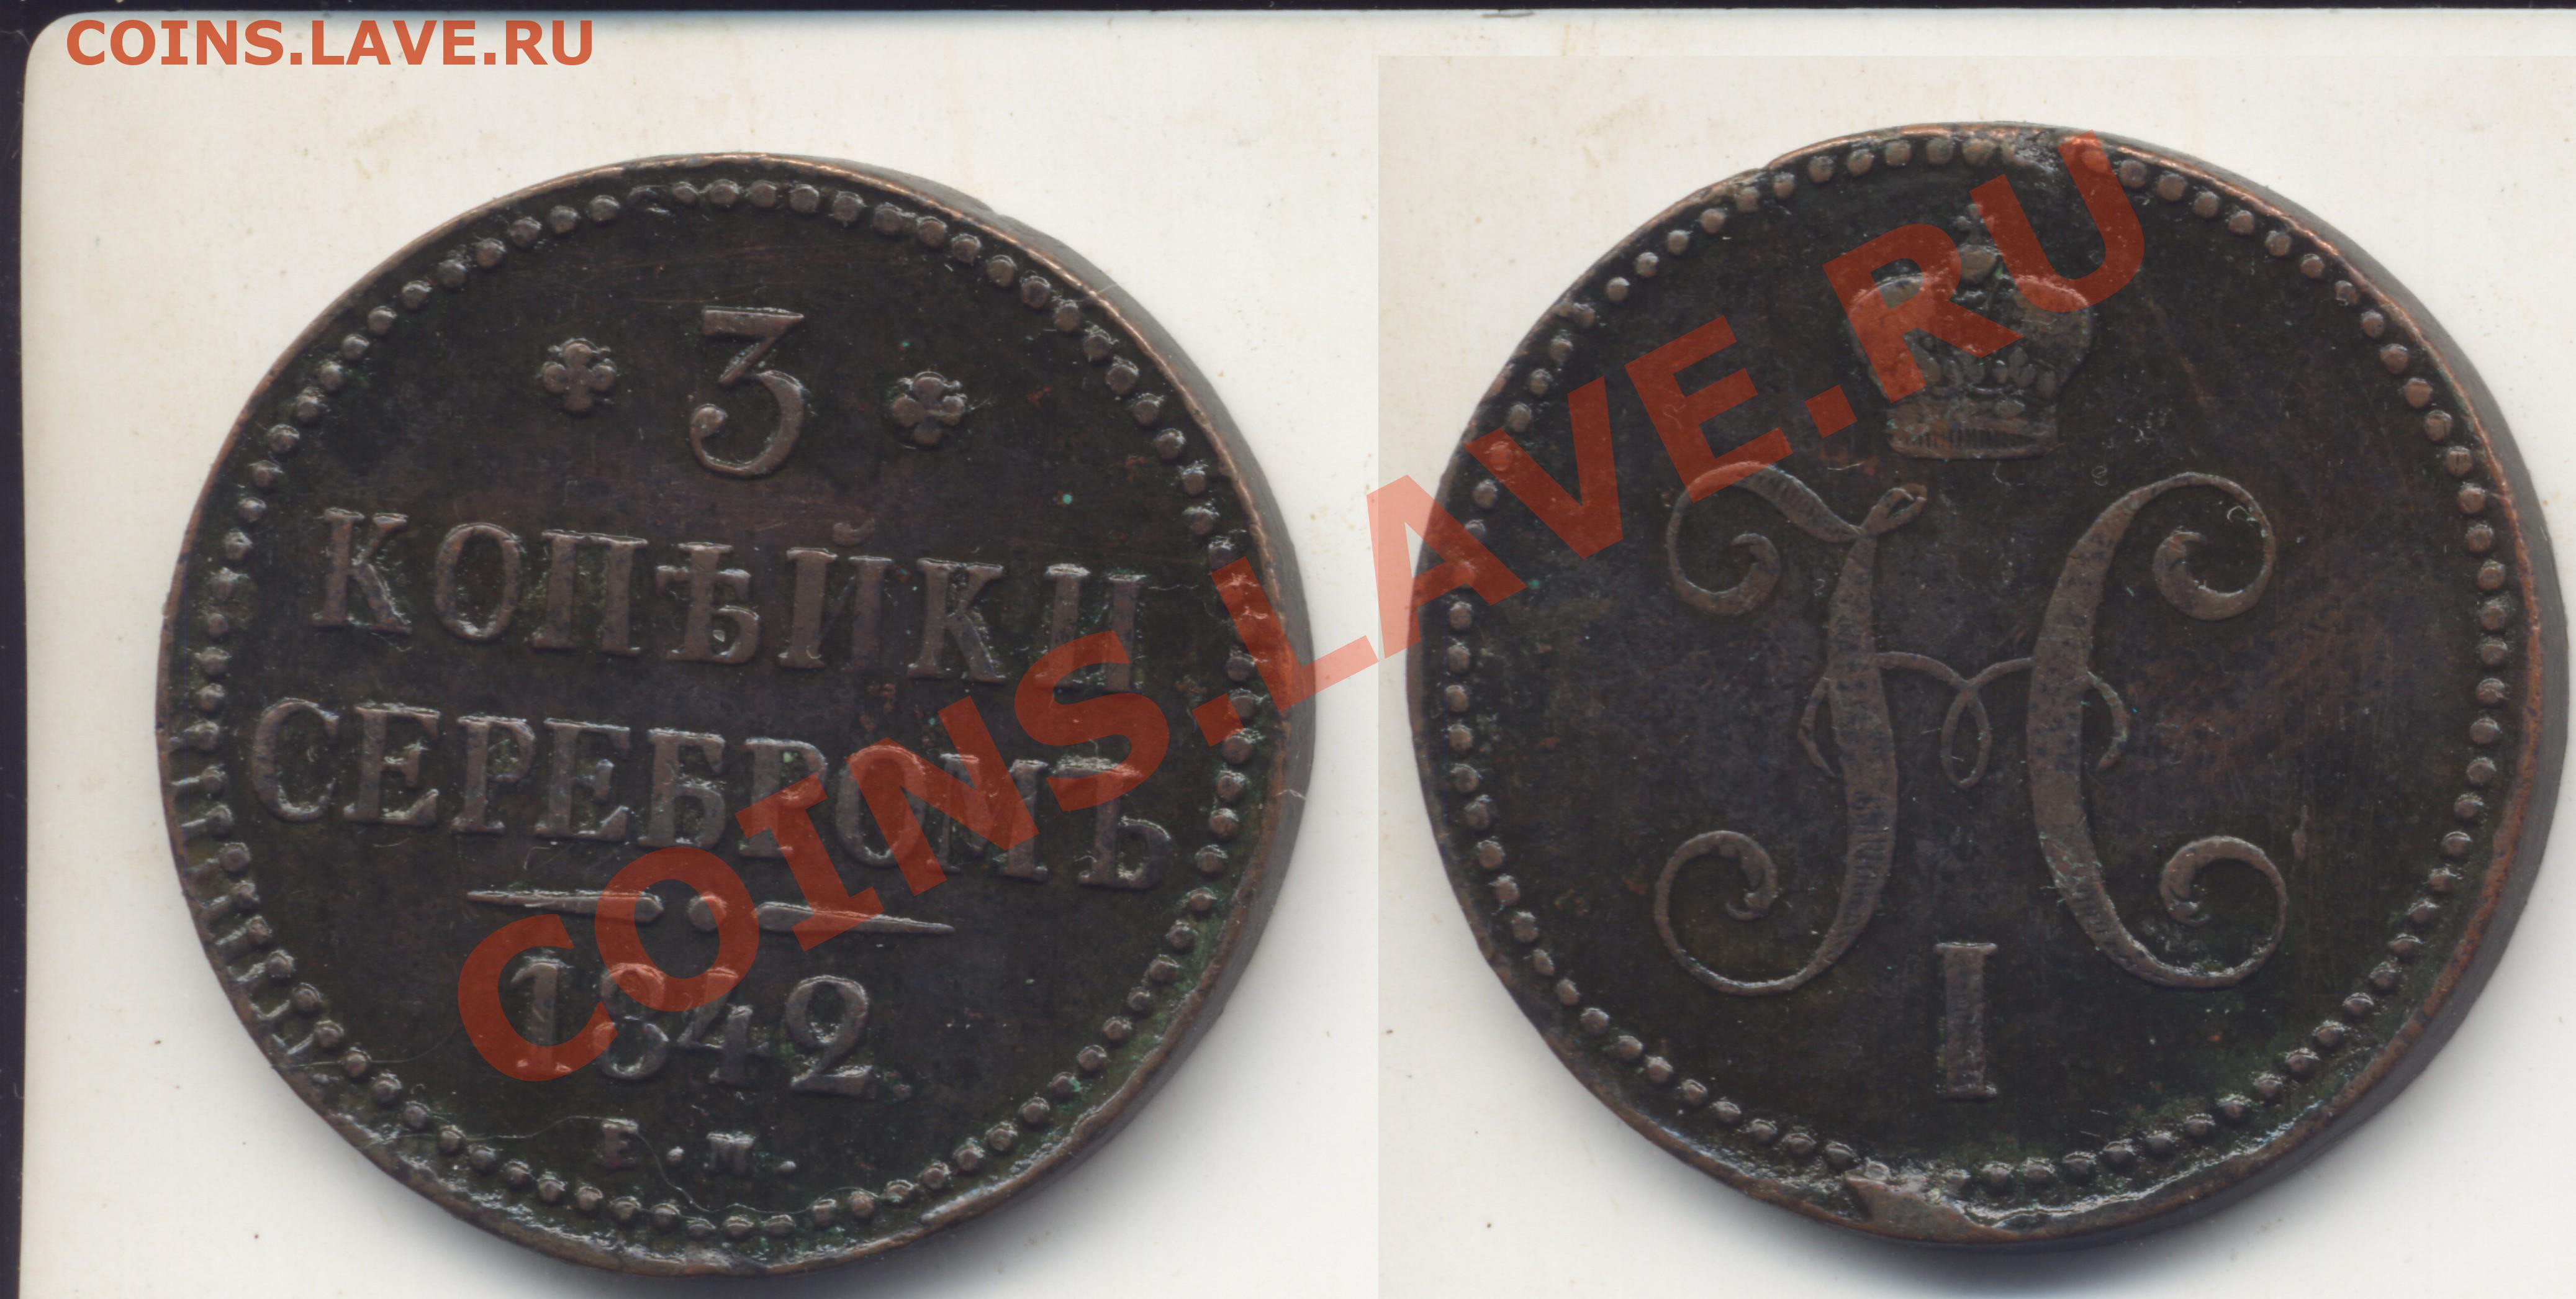 COINS.LAVE.RU
3
КОПѢЙКИ
СЕРЕБРОМЪ
1842
Е.М.
I
COINS.LAVE.RU